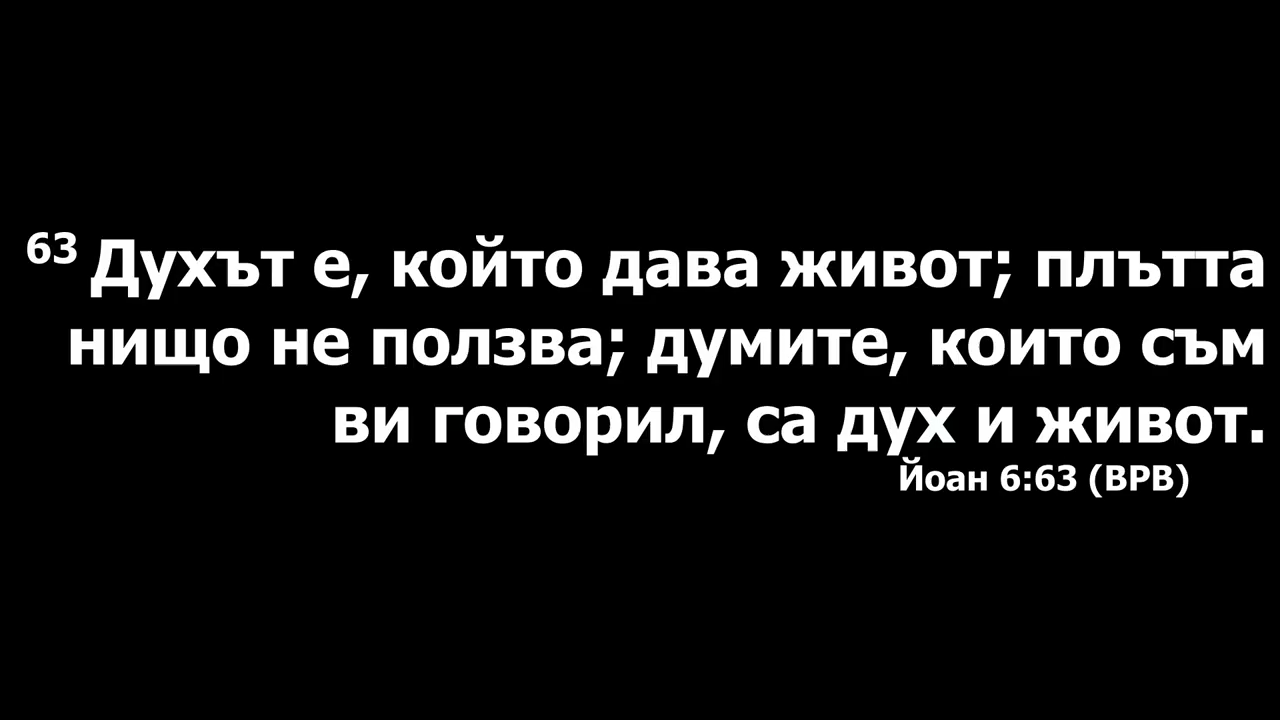 63 Духът е, който дава живот; плътта
нищо не ползва; думите, които съм
ви говорил, са дух и живот.
Йоан 6:63 (ВРВ)